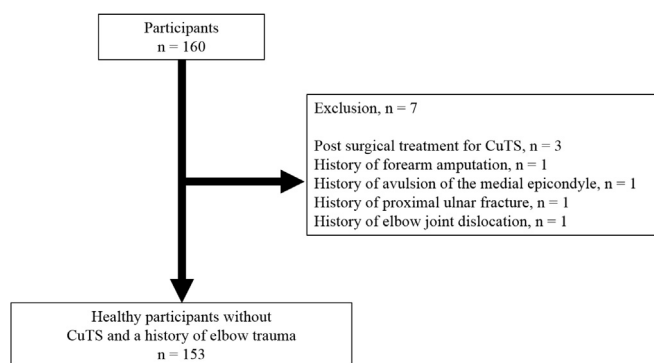 Participants
n = 160
Exclusion, n = 7
Post surgical treatment for CuTS, n = 3
History of forearm amputation, n = 1
History of avulsion of the medial epicondyle, n = 1
History of proximal ulnar fracture, n = 1
History of elbow joint dislocation, n = 1
Healthy participants without
CuTS and a history of elbow trauma
n = 153